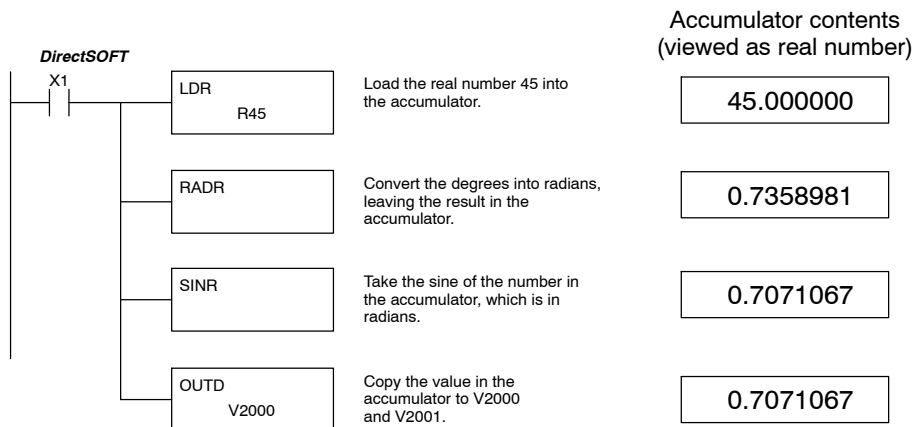 Accumulator contents
(viewed as real number)
DirectSOFT
X1
LDR
R45
Load the real number 45 into
the accumulator.
45.000000
RADR
Convert the degrees into radians,
leaving the result in the
accumulator.
0.7358981
SINR
Take the sine of the number in
the accumulator, which is in
radians.
0.7071067
OUTD
V2000
Copy the value in the
accumulator to V2000
and V2001.
0.7071067